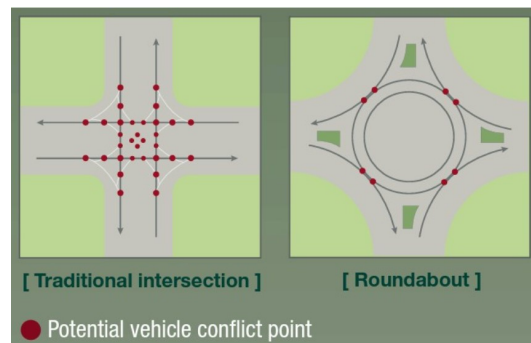 [ Traditional intersection ]
[ Roundabout ]
Potential vehicle conflict point